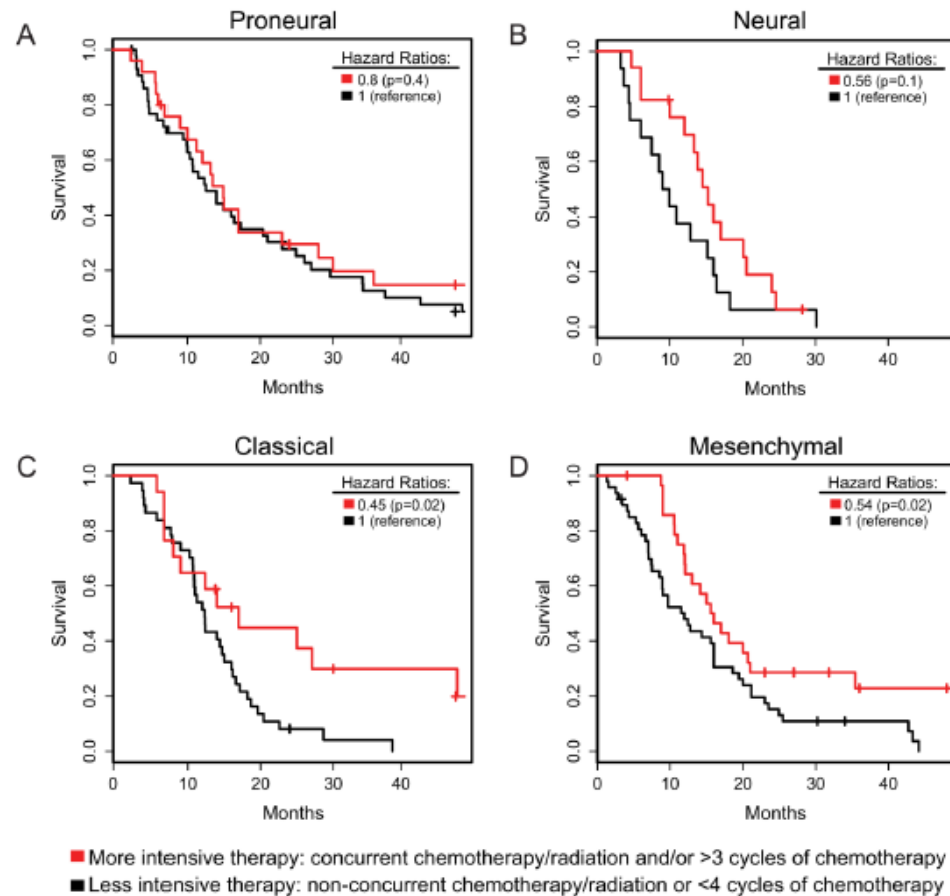 A
Proneural
Hazard Ratios:
0.8 (p=0.4)
1 (reference)
Survival
0.0
0.2
0.4
0.6
0.8
1.0
0
10
20
30
40
Months
B
Neural
Hazard Ratios:
0.56 (p=0.1)
1 (reference)
Survival
0.0
0.2
0.4
0.6
0.8
1.0
0
10
20
30
40
Months
C
Classical
Hazard Ratios:
0.45 (p=0.02)
1 (reference)
Survival
0.0
0.2
0.4
0.6
0.8
1.0
0
10
20
30
40
Months
D
Mesenchymal
Hazard Ratios:
0.54 (p=0.02)
1 (reference)
Survival
0.0
0.2
0.4
0.6
0.8
1.0
0
10
20
30
40
Months
More intensive therapy: concurrent chemotherapy/radiation and/or >3 cycles of chemotherapy
Less intensive therapy: non-concurrent chemotherapy/radiation or <4 cycles of chemotherapy